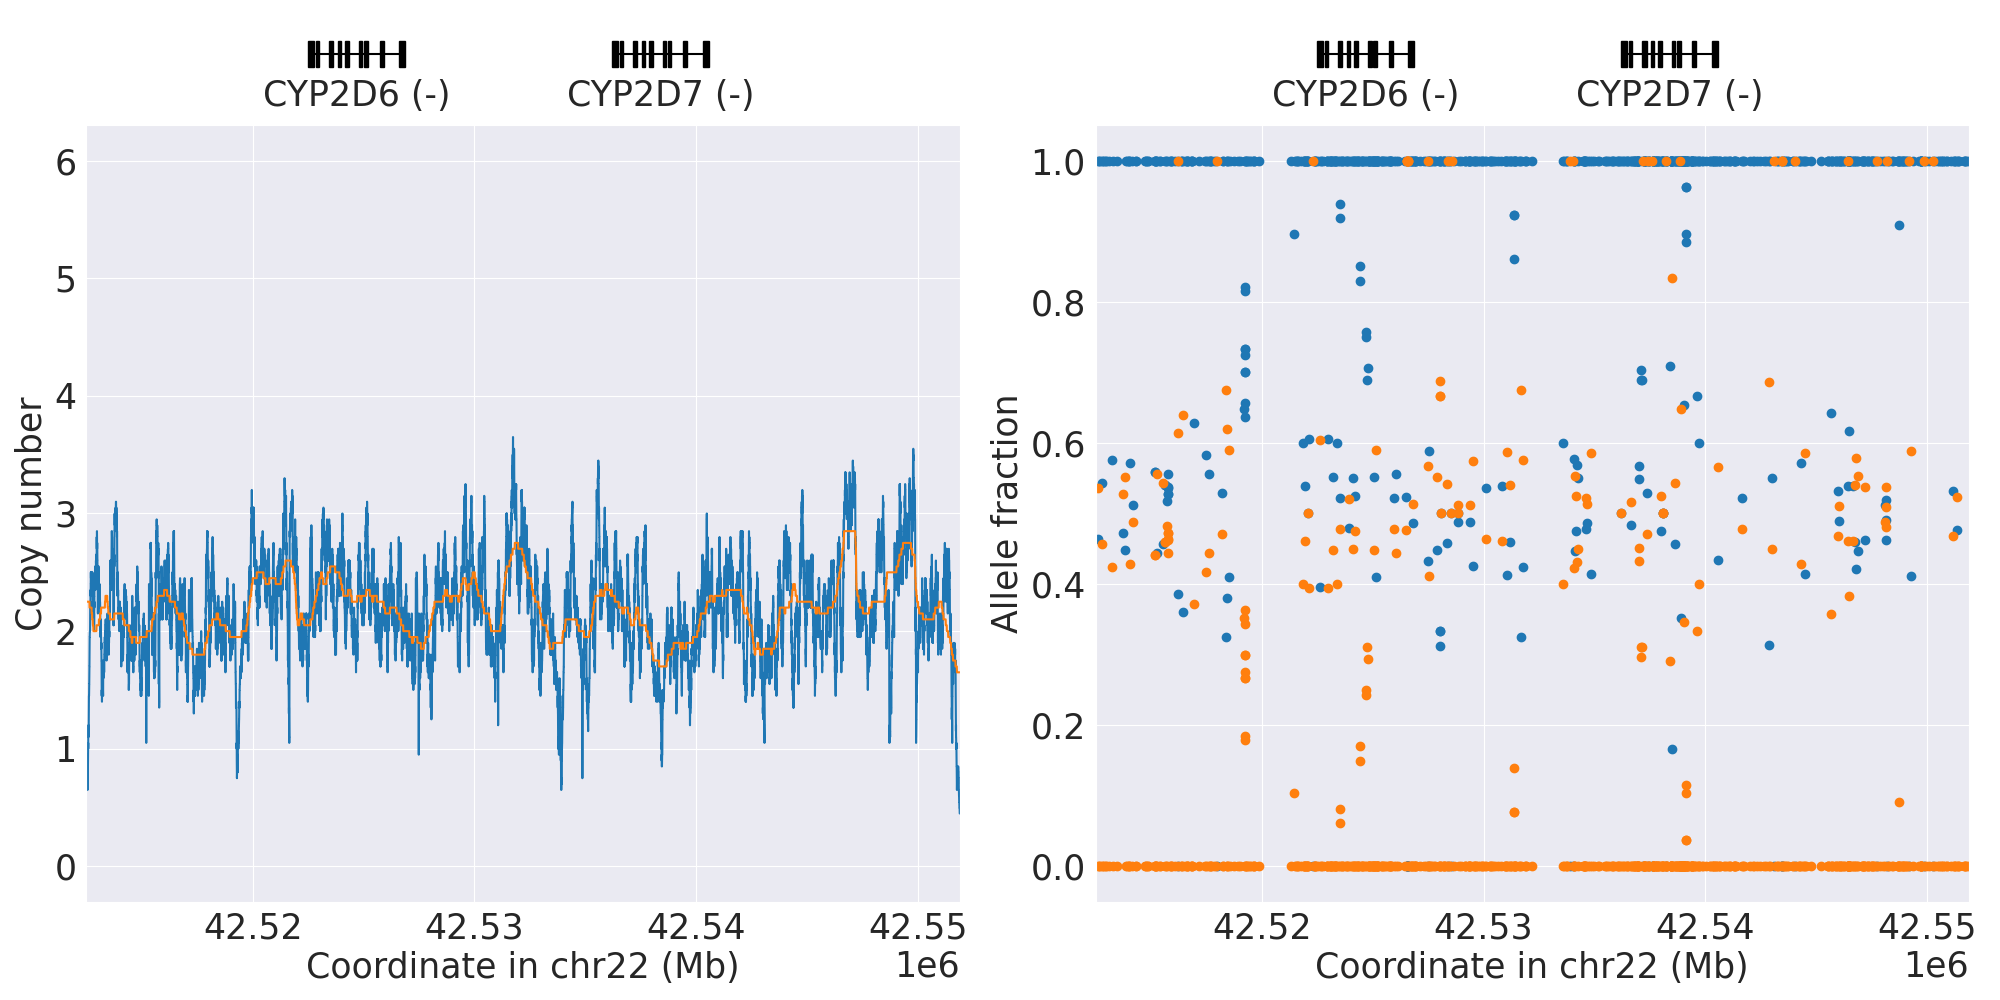 CYP2D6 (-) CYP2D7 (-)
CYP2D6 (-) CYP2D7 (-)
Copy number
6
5
4
3
2
1
0
42.52 42.53 42.54 42.55
Coordinate in chr22 (Mb) 1e6
Allele fraction
1.0
0.8
0.6
0.4
0.2
0.0
42.52 42.53 42.54 42.55
Coordinate in chr22 (Mb) 1e6